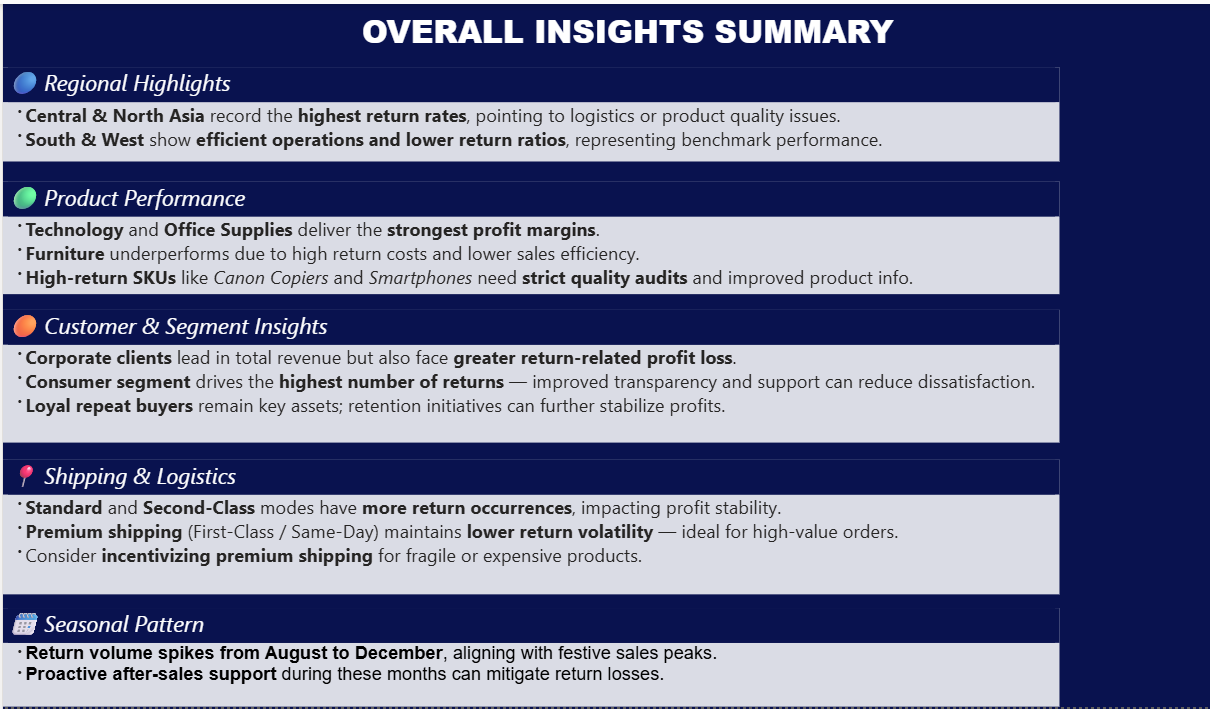 OVERALL INSIGHTS SUMMARY
Regional Highlights
· Central & North Asia record the highest return rates, pointing to logistics or product quality issues.
· South & West show efficient operations and lower return ratios, representing benchmark performance.
Product Performance
· Technology and Office Supplies deliver the strongest profit margins.
· Furniture underperforms due to high return costs and lower sales efficiency.
· High-return SKUs like Canon Copiers and Smartphones need strict quality audits and improved product info.
Customer & Segment Insights
· Corporate clients lead in total revenue but also face greater return-related profit loss.
· Consumer segment drives the highest number of returns — improved transparency and support can reduce dissatisfaction.
· Loyal repeat buyers remain key assets; retention initiatives can further stabilize profits.
Shipping & Logistics
· Standard and Second-Class modes have more return occurrences, impacting profit stability.
· Premium shipping (First-Class / Same-Day) maintains lower return volatility — ideal for high-value orders.
· Consider incentivizing premium shipping for fragile or expensive products.
Seasonal Pattern
· Return volume spikes from August to December, aligning with festive sales peaks.
· Proactive after-sales support during these months can mitigate return losses.